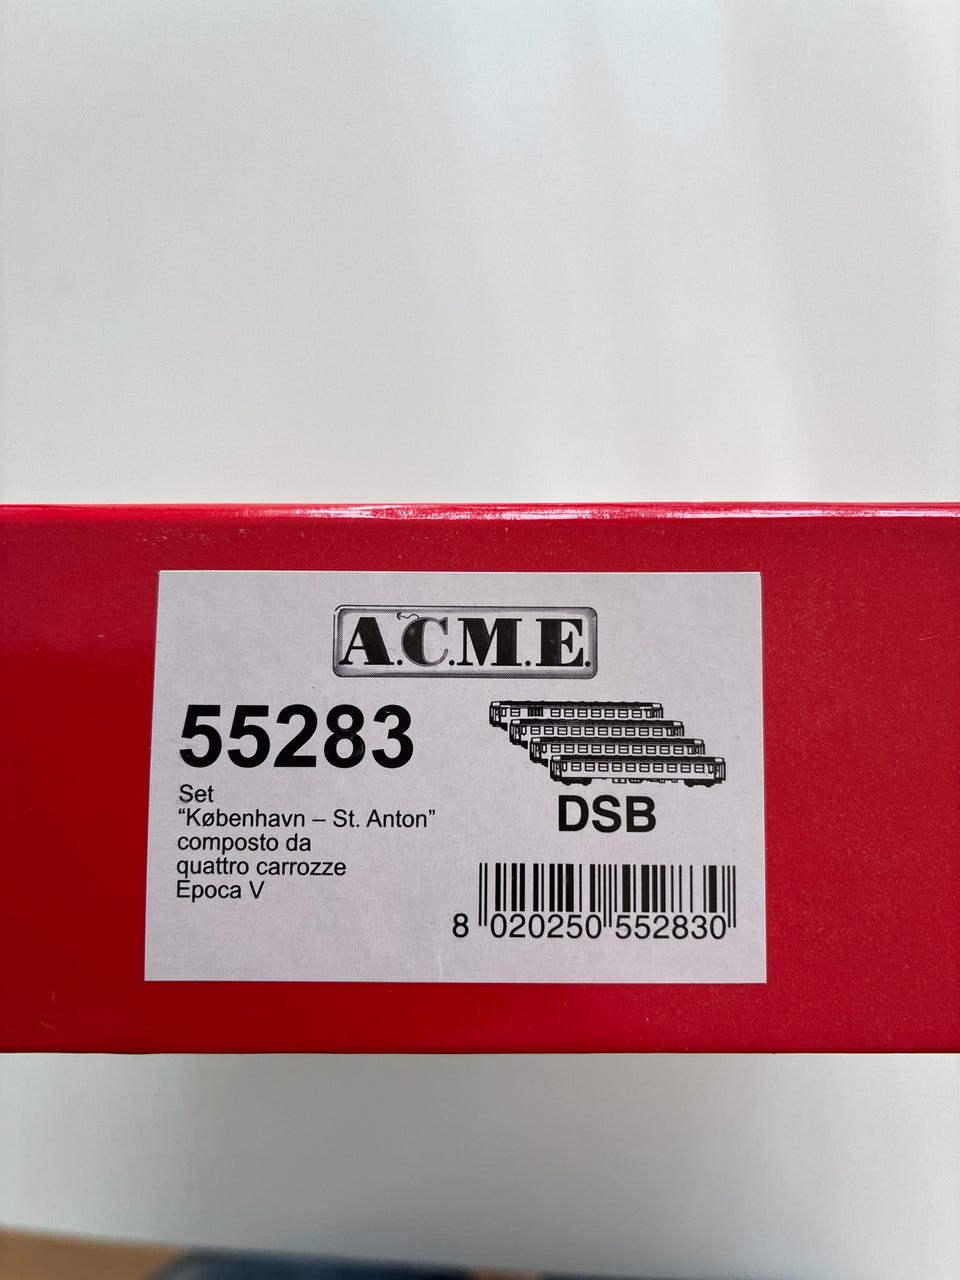 A.C.M.E.
55283
Set
“København – St. Anton”
composto da
quattro carrozze
Epoca V
DSB
8 020250 552830